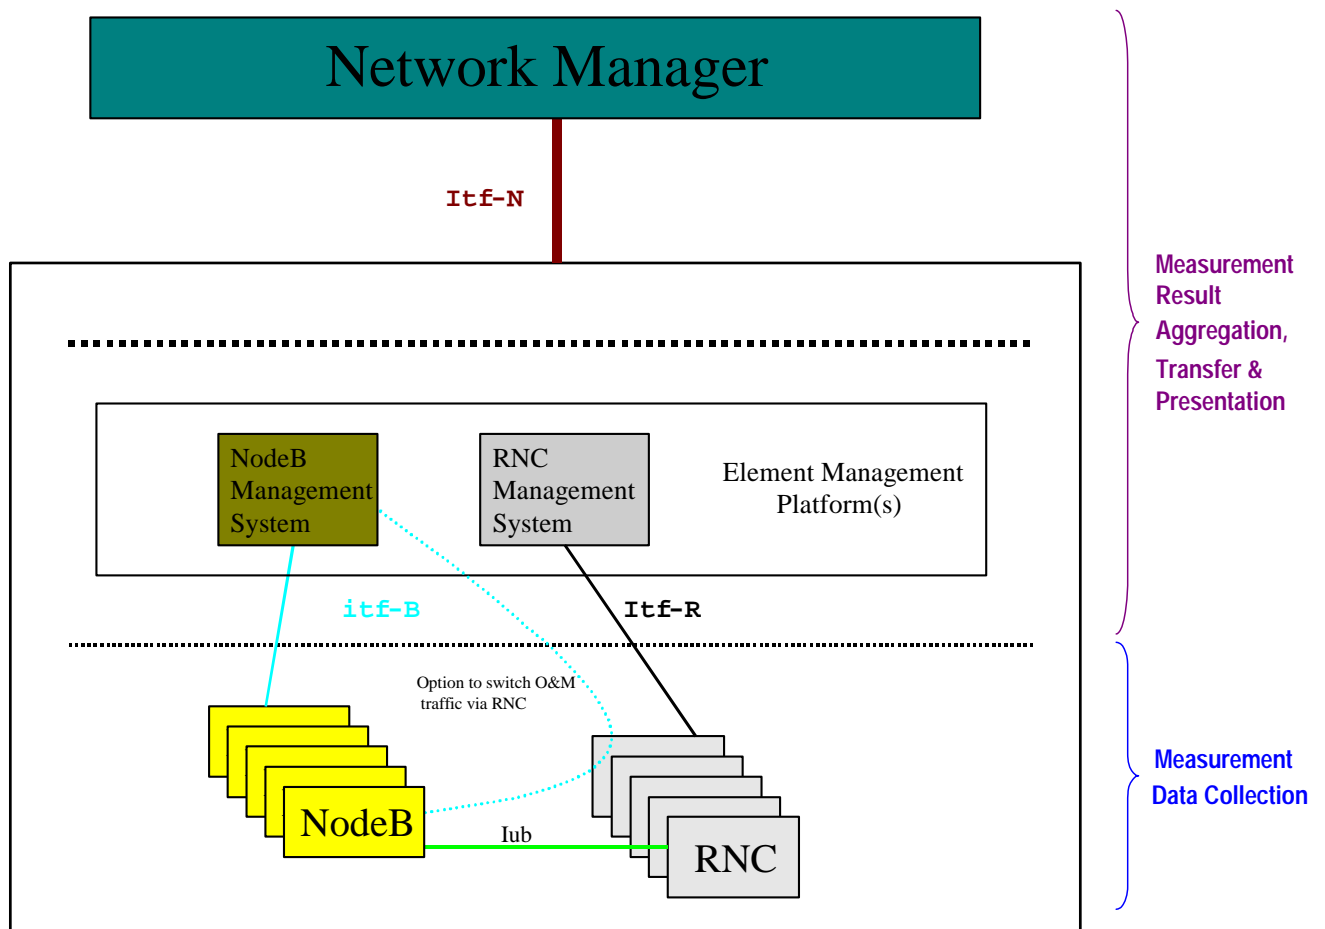 Network Manager
Itf-N
Measurement
Result
Aggregation,
Transfer &
Presentation
NodeB
Management
System
RNC
Management
System
Element Management
Platform(s)
itf-B
Itf-R
Option to switch O&M
traffic via RNC
Measurement
Data Collection
NodeB
Iub
RNC